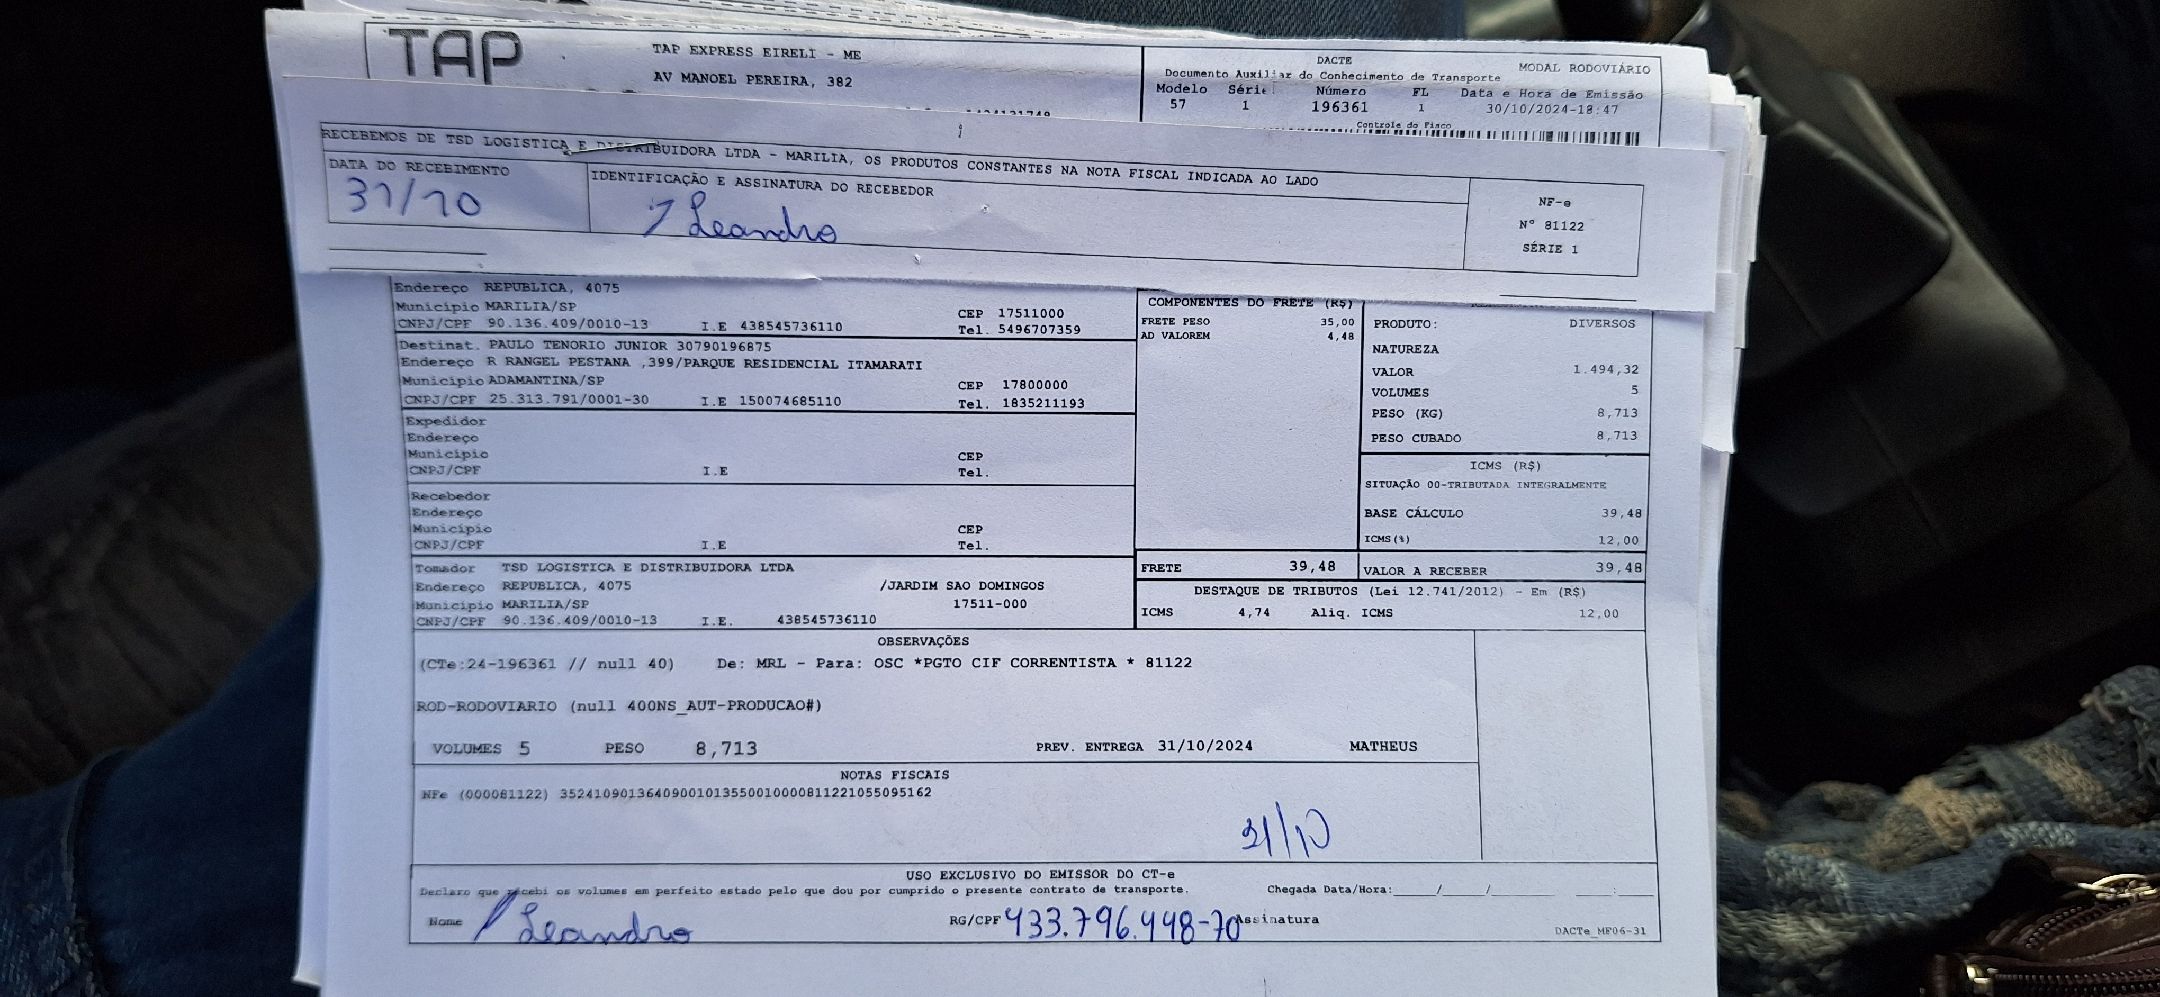 TAP
TAP EXPRESS EIRELI - ME
AV MANOEL PEREIRA, 382
DACTE
Documento Auxiliar do Conhecimento de Transporte
MODAL RODOVIÁRIO
Modelo Série Número FL Data e Hora de Emissão
57 1 196361 1 30/10/2024-18:47
Controle do Fisco
RECEBEMOS DE TSD LOGISTICA E DISTRIBUIDORA LTDA - MARILIA, OS PRODUTOS CONSTANTES NA NOTA FISCAL INDICADA AO LADO
DATA DO RECEBIMENTO
31/10
IDENTIFICAÇÃO E ASSINATURA DO RECEBEDOR
Leandro
NF-e
Nº 81122
SÉRIE 1
Endereço REPUBLICA, 4075
Município MARILIA/SP CEP 17511000
CNPJ/CPF 90.136.409/0010-13 I.E 438545736110 Tel. 5496707359
Destinat. PAULO TENORIO JUNIOR 30790196875
Endereço R RANGEL PESTANA ,399/PARQUE RESIDENCIAL ITAMARATI
Município ADAMANTINA/SP CEP 17800000
CNPJ/CPF 25.313.791/0001-30 I.E 150074685110 Tel. 1835211193
Expedidor
Endereço
Município CEP
CNPJ/CPF I.E Tel.
Recebedor
Endereço
Município CEP
CNPJ/CPF I.E Tel.
Tomador TSD LOGISTICA E DISTRIBUIDORA LTDA
Endereço REPUBLICA, 4075 /JARDIM SAO DOMINGOS
Município MARILIA/SP 17511-000
CNPJ/CPF 90.136.409/0010-13 I.E. 438545736110
COMPONENTES DO FRETE (R$)
FRETE PESO 35,00
AD VALOREM 4,48
FRETE 39,48
PRODUTO: DIVERSOS
NATUREZA
VALOR 1.494,32
VOLUMES 5
PESO (KG) 8,713
PESO CUBADO 8,713
ICMS (R$)
SITUAÇÃO 00-TRIBUTADA INTEGRALMENTE
BASE CÁLCULO 39,48
ICMS(%) 12,00
VALOR A RECEBER 39,48
DESTAQUE DE TRIBUTOS (Lei 12.741/2012) - Em (R$)
ICMS 4,74 Aliq. ICMS 12,00
OBSERVAÇÕES
(CTe:24-196361 // null 40) De: MRL - Para: OSC *PGTO CIF CORRENTISTA * 81122
ROD-RODOVIARIO (null 400NS_AUT-PRODUCAO#)
VOLUMES 5 PESO 8,713 PREV. ENTREGA 31/10/2024 MATHEUS
NOTAS FISCAIS
NFe (000081122) 35241090136409001013550010000811221055095162
31/10
USO EXCLUSIVO DO EMISSOR DO CT-e
Declaro que recebi os volumes em perfeito estado pelo que dou por cumprido o presente contrato de transporte. Chegada Data/Hora:____/____/____ ____:____
Nome Leandro RG/CPF 433.796.448-70 Assinatura
DACTe_MF06-31